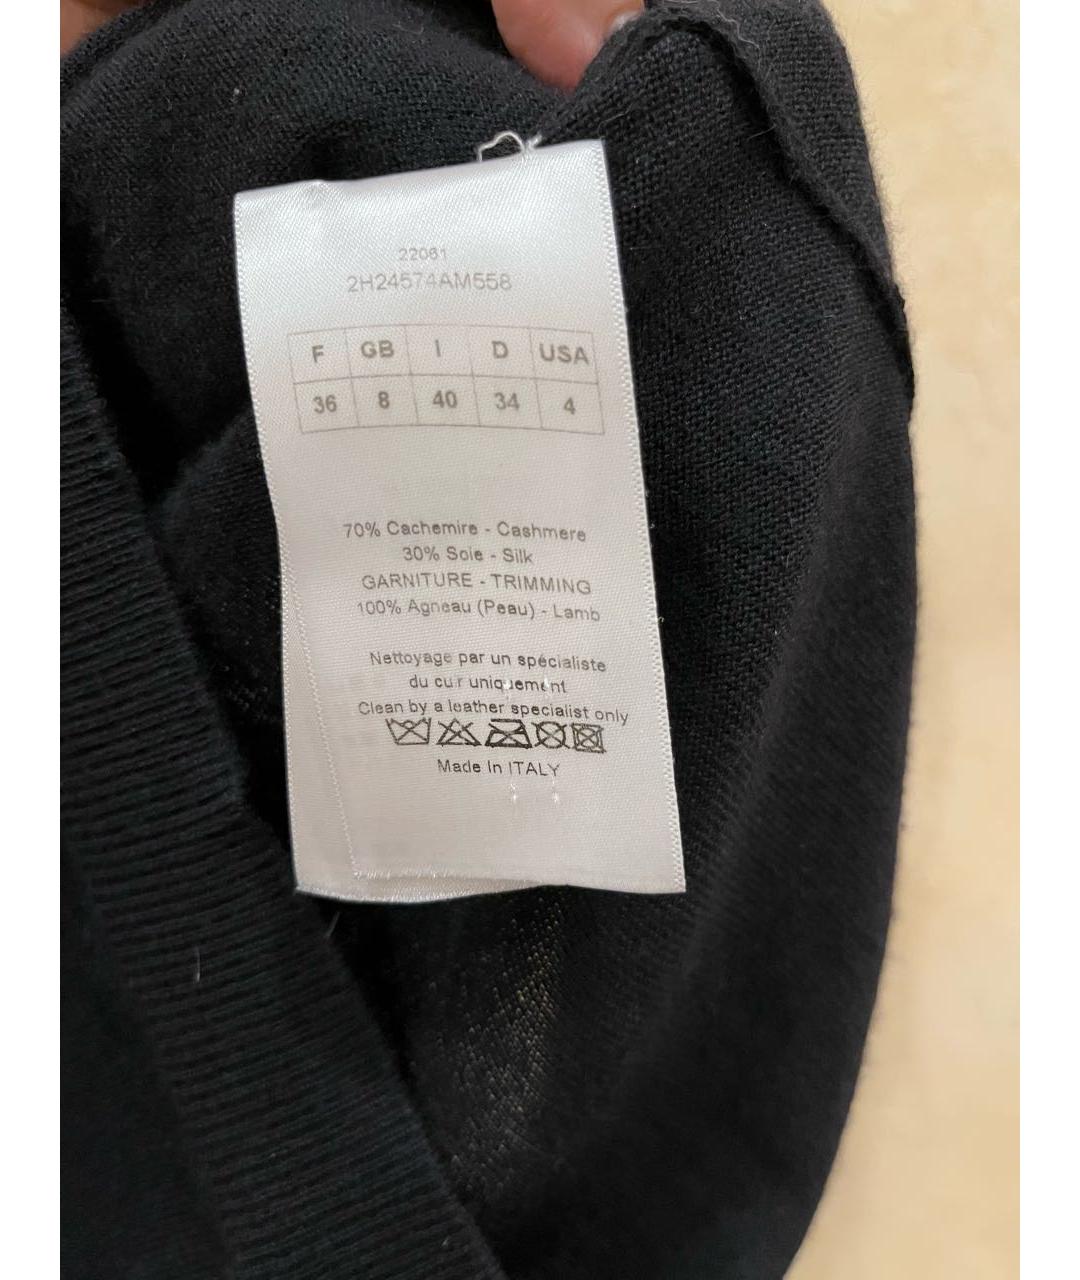 22061
2H24574AM558
F GB I D USA
36 8 40 34 4
70% Cachemire - Cashmere
30% Soie - Silk
GARNITURE - TRIMMING
100% Agneau (Peau) - Lamb
Nettoyage par un spécialiste
du cuir uniquement
Clean by a leather specialist only
Made In ITALY